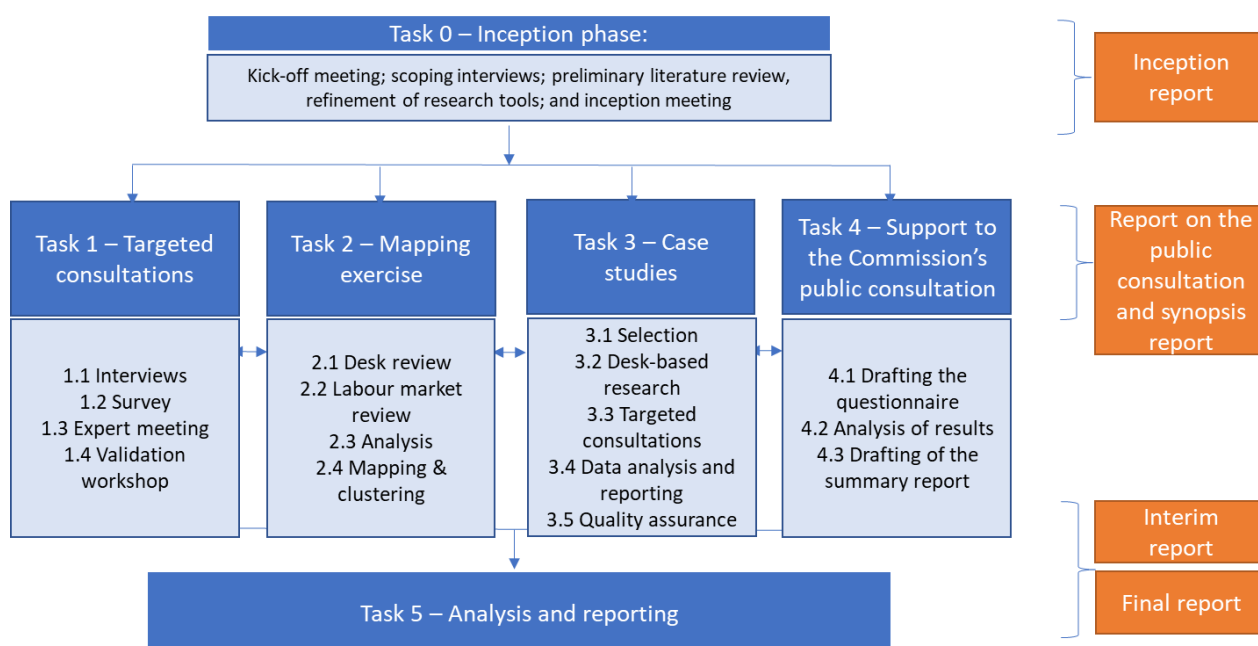 Task 0 – Inception phase:
Kick-off meeting; scoping interviews; preliminary literature review,
refinement of research tools; and inception meeting
Inception
report
Task 1 – Targeted
consultations
1.1 Interviews
1.2 Survey
1.3 Expert meeting
1.4 Validation
workshop
Task 2 – Mapping
exercise
2.1 Desk review
2.2 Labour market
review
2.3 Analysis
2.4 Mapping &
clustering
Task 3 – Case
studies
3.1 Selection
3.2 Desk-based
research
3.3 Targeted
consultations
3.4 Data analysis and
reporting
3.5 Quality assurance
Task 4 – Support to
the Commission’s
public consultation
4.1 Drafting the
questionnaire
4.2 Analysis of results
4.3 Drafting of the
summary report
Report on the
public
consultation
and synopsis
report
Task 5 – Analysis and reporting
Interim
report
Final report